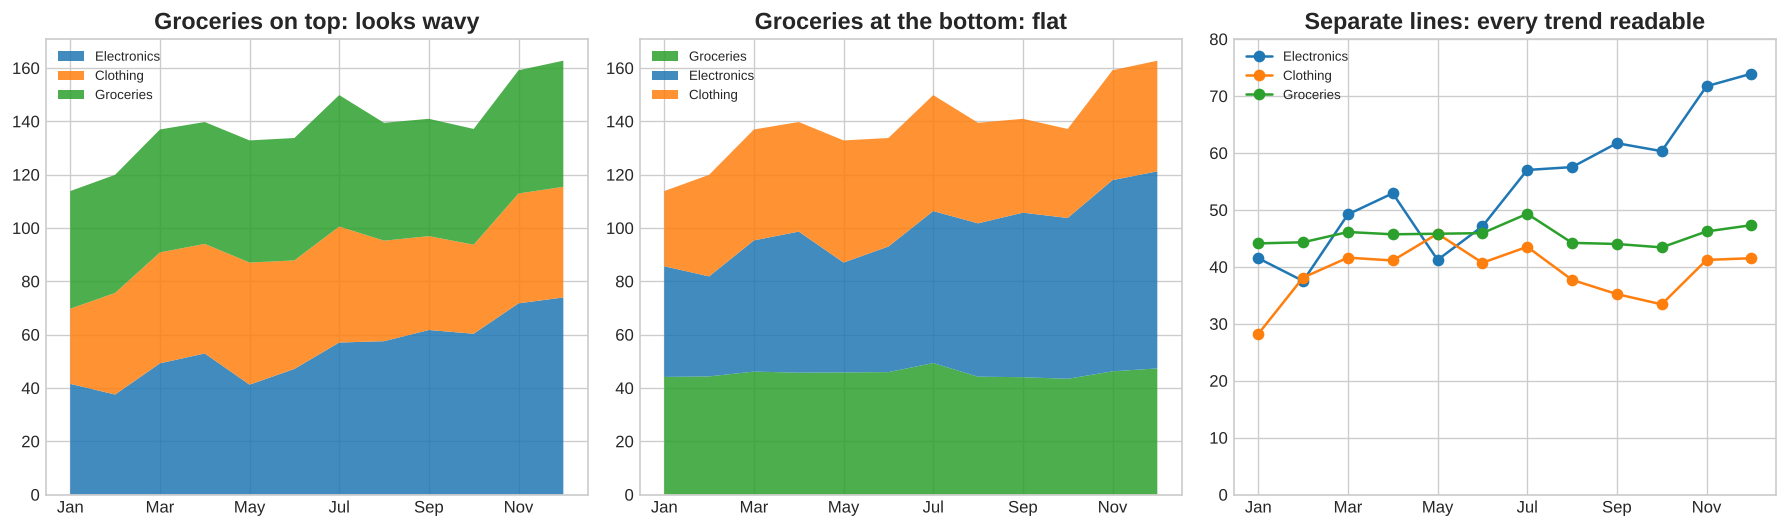 Groceries on top: looks wavy
Electronics
Clothing
Groceries
160
140
120
100
80
60
40
20
0
Jan Mar May Jul Sep Nov
Groceries at the bottom: flat
Groceries
Electronics
Clothing
160
140
120
100
80
60
40
20
0
Jan Mar May Jul Sep Nov
Separate lines: every trend readable
Electronics
Clothing
Groceries
80
70
60
50
40
30
20
10
0
Jan Mar May Jul Sep Nov